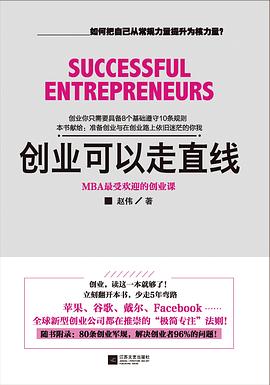 如何把自己从常规力量提升为核力量?
SUCCESSFUL
ENTREPRENEURS
创业你只需要具备8个基础遵守10条规则
本书献给:准备创业与在创业路上依旧迷茫的你我
创业可以走直线
MBA最受欢迎的创业课
■ 赵伟 著
创业,读这一本就够了!
立刻翻开本书,少走5年弯路
苹果、谷歌、戴尔、Facebook……
全球新型创业公司都在推崇的“极简专注”法则!
随书附录:80条创业军规,解决创业者96%的问题!
江苏文艺出版社